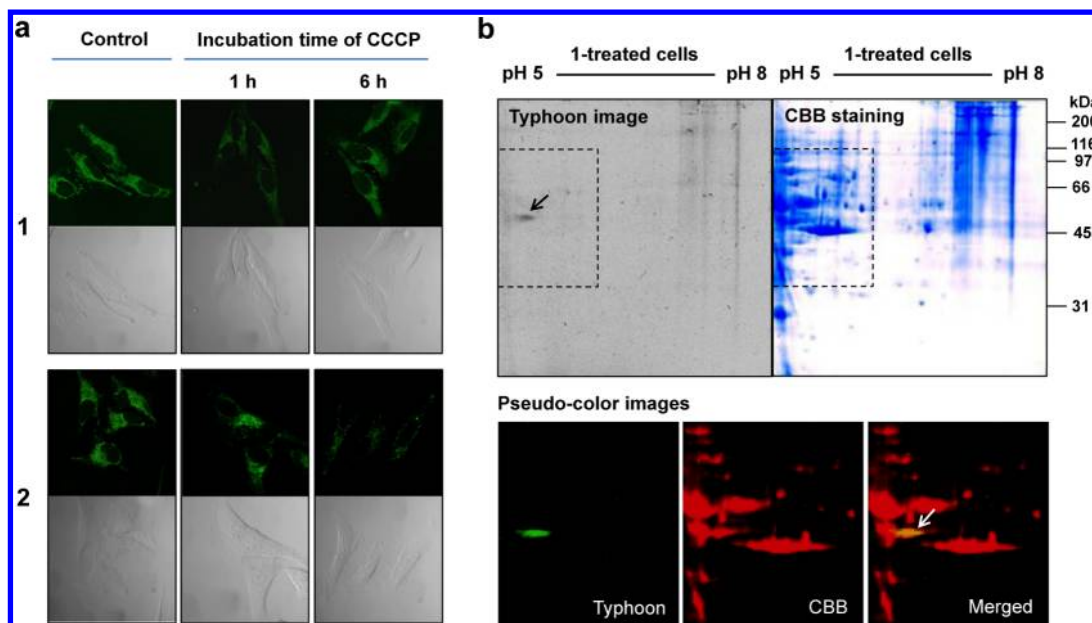 a
Control
Incubation time of CCCP
1 h
6 h
1
2
b
1-treated cells
1-treated cells
pH 5
pH 8
pH 5
pH 8
kDa
Typhoon image
CBB staining
200
116
97
66
45
31
Pseudo-color images
Typhoon
CBB
Merged